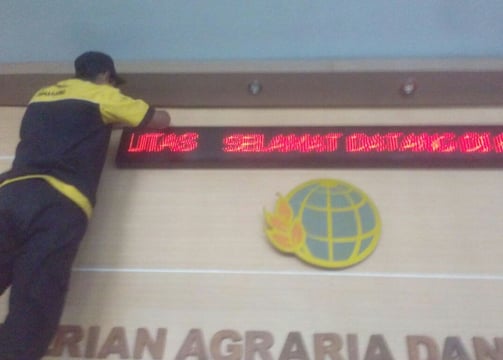 UTAS SELAMAT DATANG DI
RIAN AGRARIA DAN